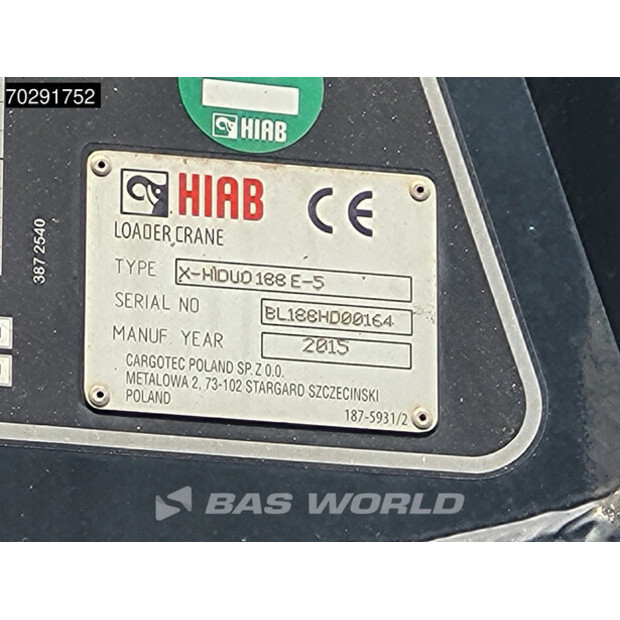 70291752
HIAB
HIAB
CE
LOADER CRANE
TYPE X-HIDUO 188 E-5
SERIAL NO BL188HD00164
MANUF. YEAR 2015
CARGOTEC POLAND SP. Z O.O.
METALOWA 2, 73-102 STARGARD SZCZECINSKI
POLAND
187-5931/2
387 2540
BAS WORLD